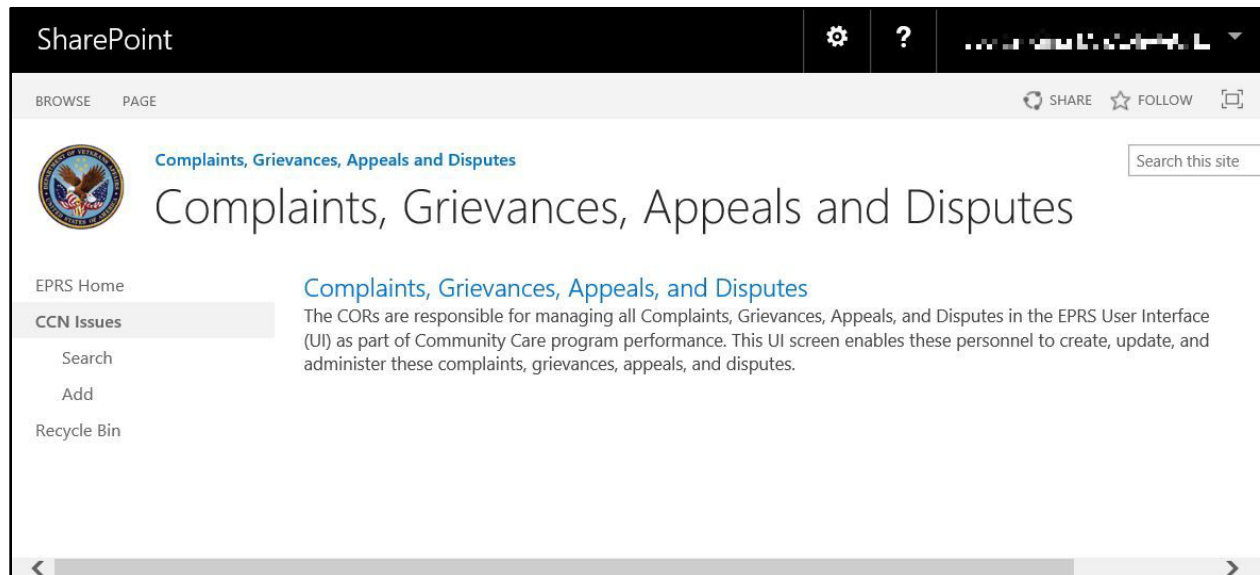 SharePoint
?
BROWSE PAGE
SHARE FOLLOW
Complaints, Grievances, Appeals and Disputes
Search this site
Complaints, Grievances, Appeals and Disputes
EPRS Home
CCN Issues
Search
Add
Recycle Bin
Complaints, Grievances, Appeals, and Disputes
The CORs are responsible for managing all Complaints, Grievances, Appeals, and Disputes in the EPRS User Interface
(UI) as part of Community Care program performance. This UI screen enables these personnel to create, update, and
administer these complaints, grievances, appeals, and disputes.